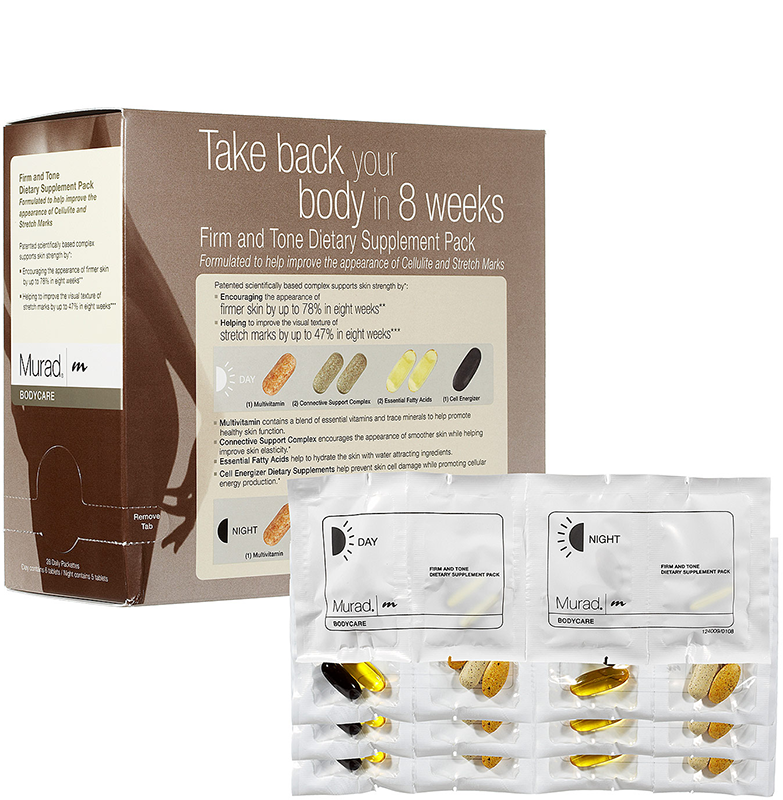 Firm and Tone
Dietary Supplement Pack
Formulated to help improve the
appearance of Cellulite and
Stretch Marks
Patented scientifically based complex
supports skin strength by*:
▪ Encouraging the appearance of firmer skin
by up to 78% in eight weeks**
▪ Helping to improve the visual texture of
stretch marks by up to 47% in eight weeks***
Murad. m
BODYCARE
Remove
Tab
28 Daily Packettes
Day contains 6 tablets / Night contains 5 tablets
Take back your
body in 8 weeks
Firm and Tone Dietary Supplement Pack
Formulated to help improve the appearance of Cellulite and Stretch Marks
Patented scientifically based complex supports skin strength by*:
▪ Encouraging the appearance of
firmer skin by up to 78% in eight weeks**
▪ Helping to improve the visual texture of
stretch marks by up to 47% in eight weeks***
DAY
(1) Multivitamin (2) Connective Support Complex (2) Essential Fatty Acids (1) Cell Energizer
▪ Multivitamin contains a blend of essential vitamins and trace minerals to help promote
healthy skin function.
▪ Connective Support Complex encourages the appearance of smoother skin while helping
improve skin elasticity.*
▪ Essential Fatty Acids help to hydrate the skin with water attracting ingredients.
▪ Cell Energizer Dietary Supplements help prevent skin cell damage while promoting cellular
energy production.*
NIGHT
(1) Multivitamin
DAY
FIRM AND TONE
DIETARY SUPPLEMENT PACK
Murad. m
BODYCARE
NIGHT
FIRM AND TONE
DIETARY SUPPLEMENT PACK
Murad. m
BODYCARE
124009/0108